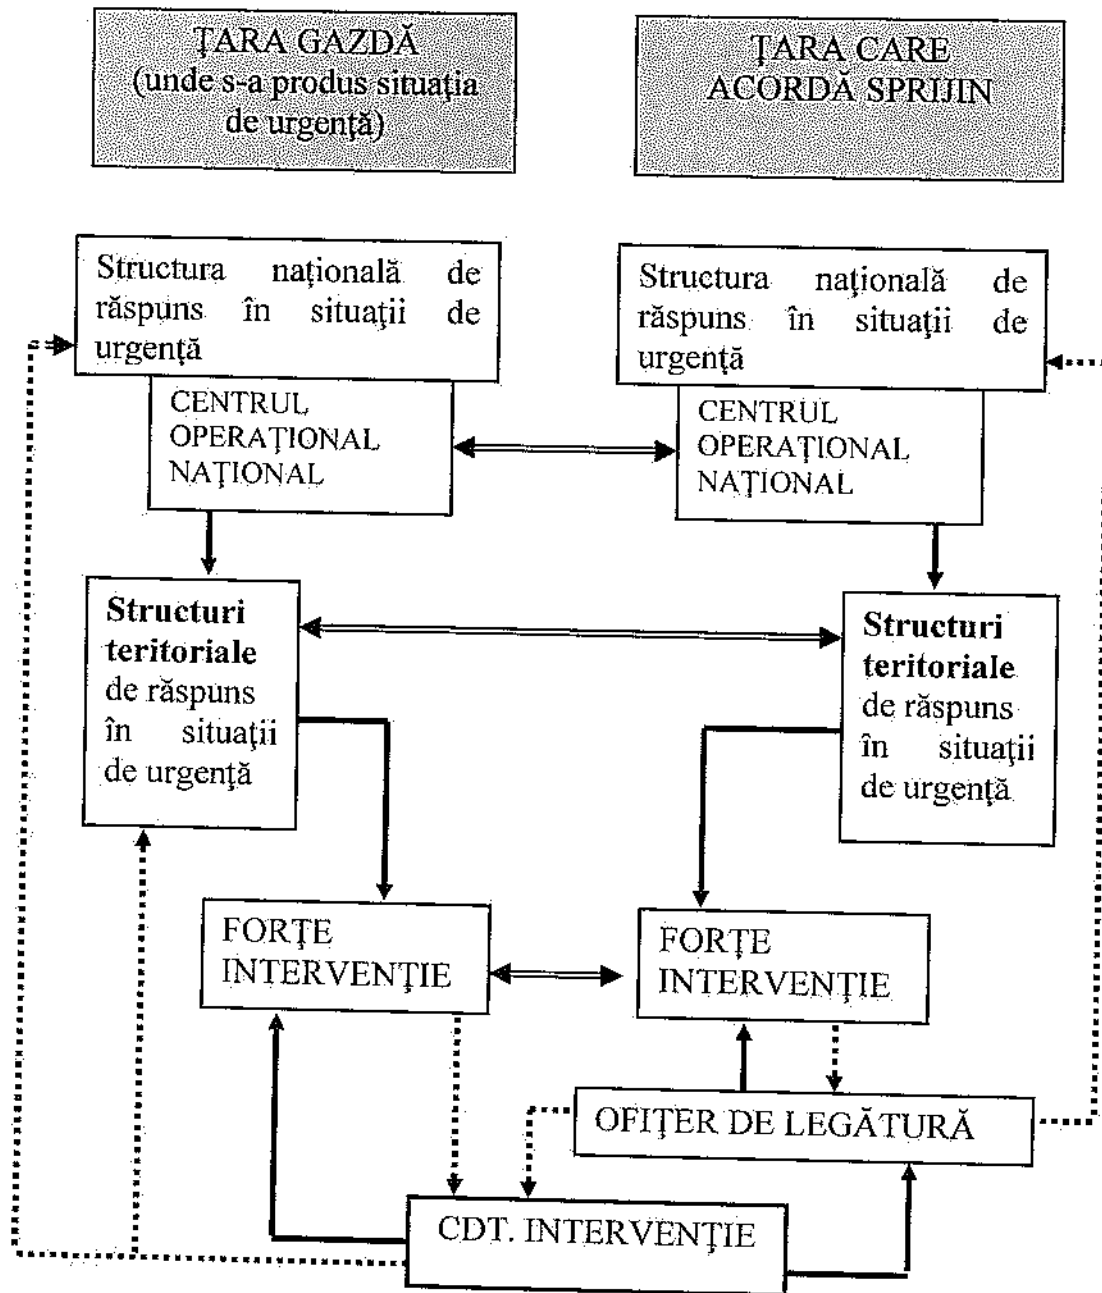 ŢARA GAZDĂ
(unde s-a produs situaţia
de urgenţă)
ŢARA CARE
ACORDĂ SPRIJIN
Structura naţională de
răspuns în situaţii de
urgenţă
Structura naţională de
răspuns în situaţii de
urgenţă
CENTRUL
OPERAŢIONAL
NAŢIONAL
CENTRUL
OPERAŢIONAL
NAŢIONAL
Structuri
teritoriale
de răspuns
în situaţii
de urgenţă
Structuri
teritoriale
de răspuns
în situaţii
de urgenţă
FORŢE
INTERVENŢIE
FORŢE
INTERVENŢIE
OFIŢER DE LEGĂTURĂ
CDT. INTERVENŢIE